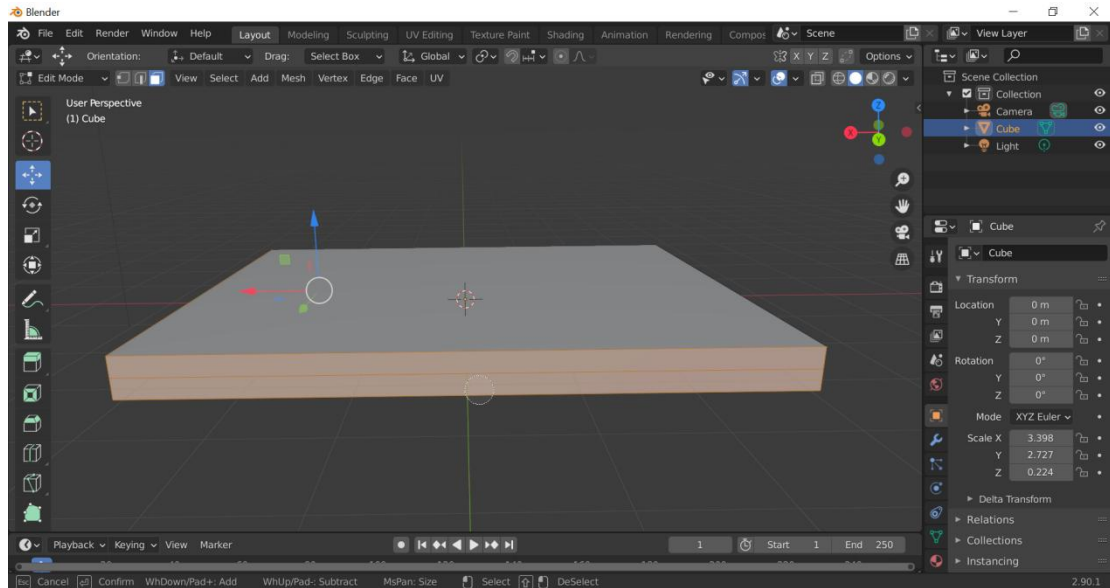 Blender
File Edit Render Window Help Layout Modeling Sculpting UV Editing Texture Paint Shading Animation Rendering Compos Scene View Layer
Orientation: Default Drag: Select Box Global X Y Z Options
Edit Mode View Select Add Mesh Vertex Edge Face UV
User Perspective
(1) Cube
Z
X
Y
Scene Collection
Collection
Camera
Cube
Light
Cube
Cube
Transform
Location 0 m
Y 0 m
Z 0 m
Rotation 0°
Y 0°
Z 0°
Mode XYZ Euler
Scale X 3.398
Y 2.727
Z 0.224
Delta Transform
Relations
Collections
Instancing
Playback Keying View Marker 1 Start 1 End 250
Esc Cancel Confirm WhDown/Pad+: Add WhUp/Pad-: Subtract MsPan: Size Select DeSelect 2.90.1